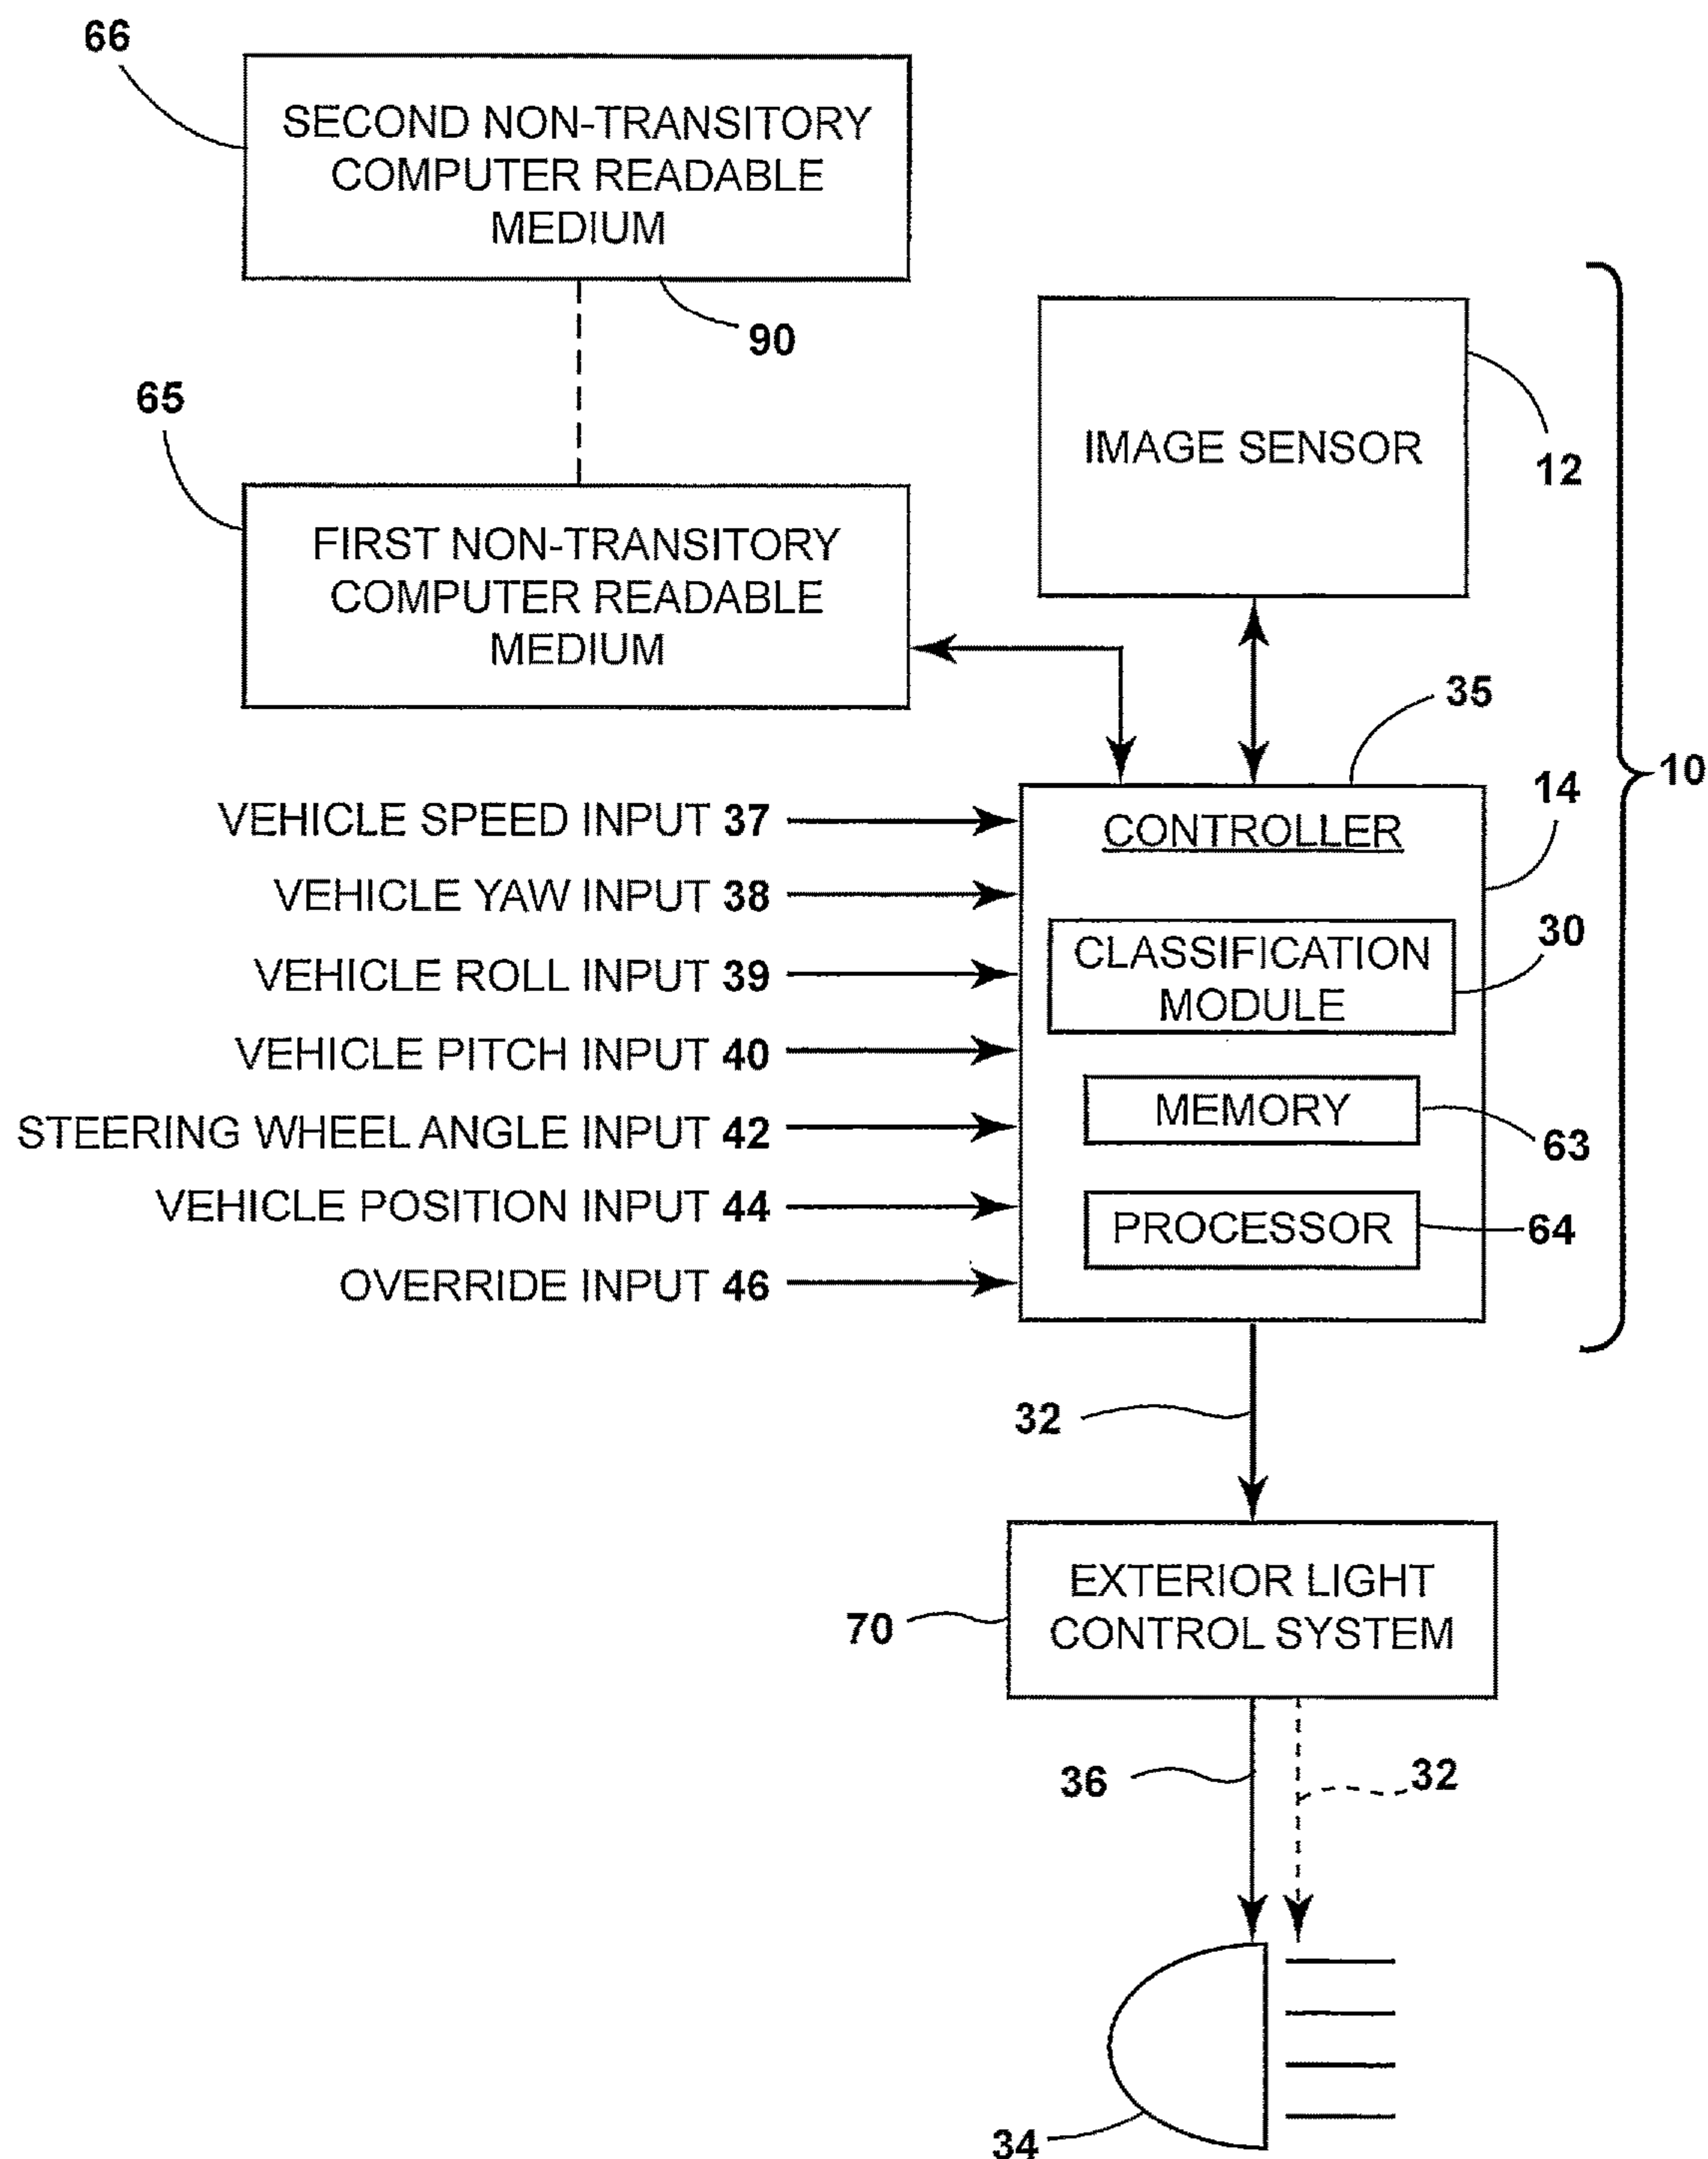 66
SECOND NON-TRANSITORY
COMPUTER READABLE
MEDIUM
90
65
FIRST NON-TRANSITORY
COMPUTER READABLE
MEDIUM
IMAGE SENSOR
12
10
35
14
CONTROLLER
CLASSIFICATION
MODULE
30
MEMORY
63
PROCESSOR
64
VEHICLE SPEED INPUT 37
VEHICLE YAW INPUT 38
VEHICLE ROLL INPUT 39
VEHICLE PITCH INPUT 40
STEERING WHEEL ANGLE INPUT 42
VEHICLE POSITION INPUT 44
OVERRIDE INPUT 46
32
EXTERIOR LIGHT
CONTROL SYSTEM
70
36
32
34